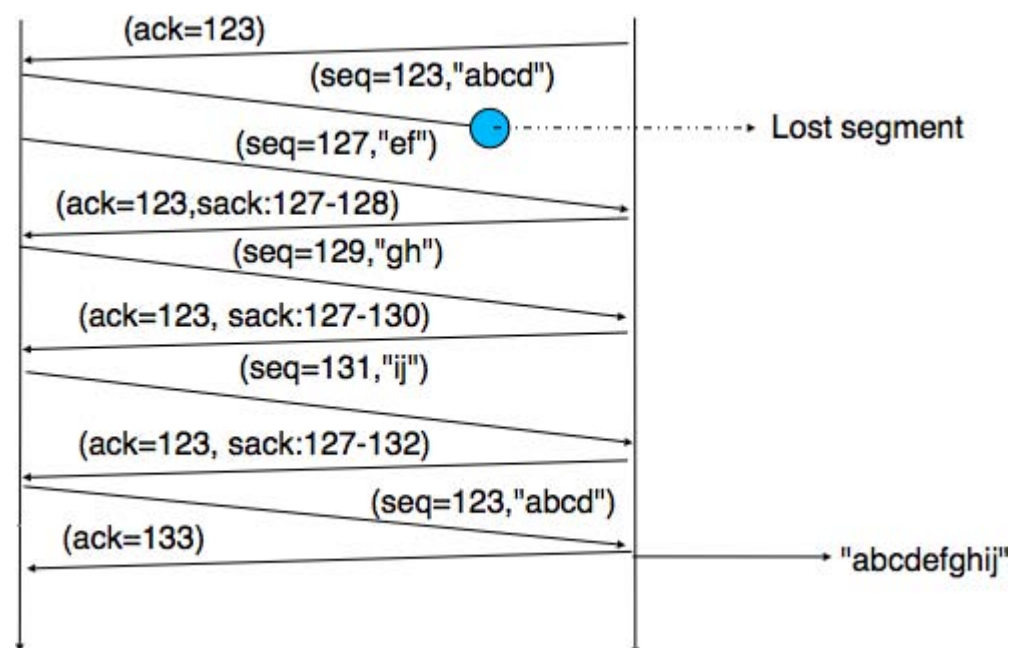 (ack=123)
(seq=123,"abcd")
Lost segment
(seq=127,"ef")
(ack=123,sack:127-128)
(seq=129,"gh")
(ack=123, sack:127-130)
(seq=131,"ij")
(ack=123, sack:127-132)
(seq=123,"abcd")
(ack=133)
"abcdefghij"